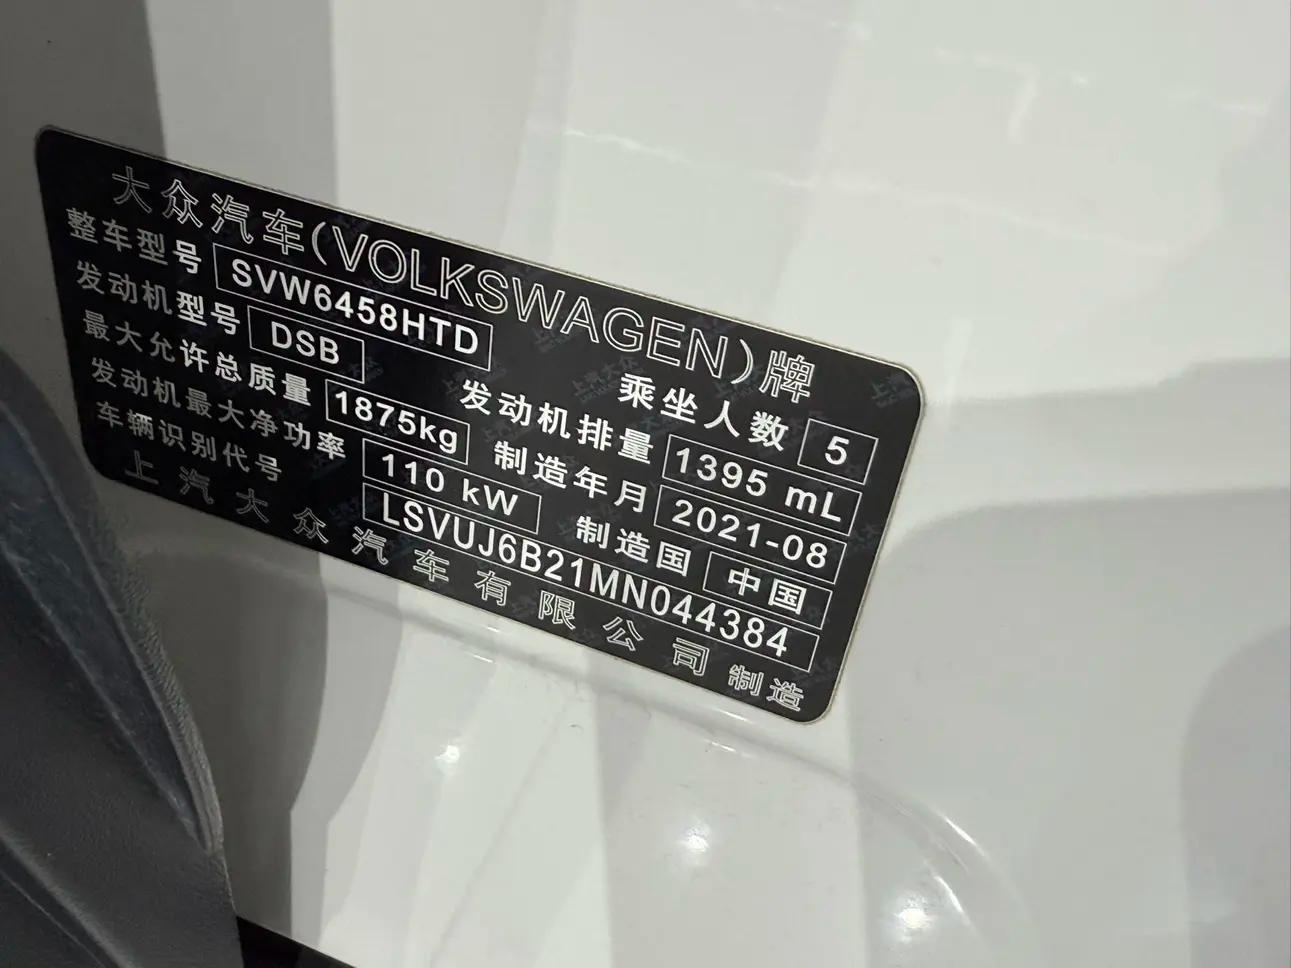 大众汽车(VOLKSWAGEN)牌
整车型号 SVW6458HTD 乘坐人数 5
发动机型号 DSB 发动机排量 1395 mL
最大允许总质量 1875kg 制造年月 2021-08
发动机最大净功率 110 kW 制造国 中国
车辆识别代号 LSVUJ6B21MN044384
上汽大众汽车有限公司制造